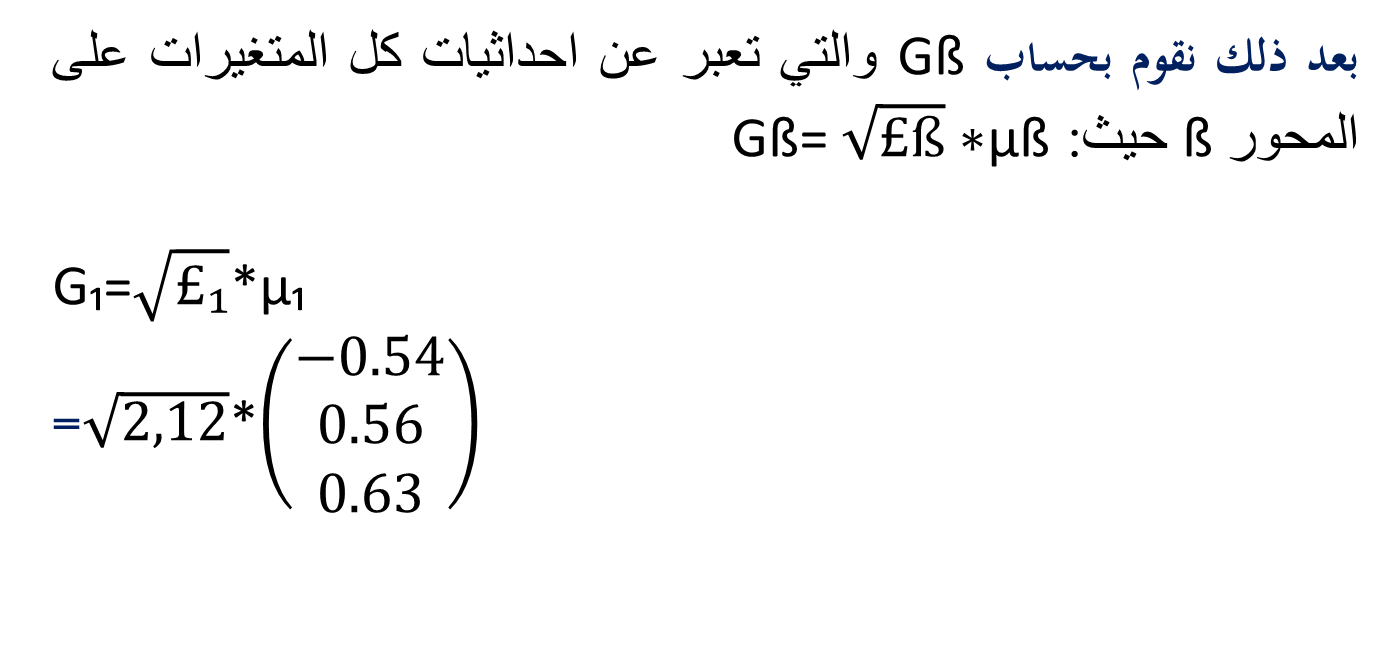 بعد ذلك نقوم بحساب Gß والتي تعبر عن احداثيات كل المتغيرات على
المحور ß حيث: Gß= √£ß *µß
G₁=√£₁*µ₁
=√2,12*(−0.54
0.56
0.63)